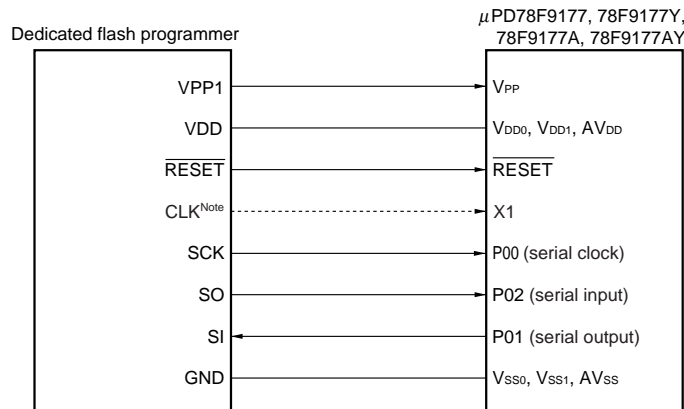 Dedicated flash programmer
μPD78F9177, 78F9177Y,
78F9177A, 78F9177AY
VPP1
VPP
VDD
VDD0, VDD1, AVDD
RESET
RESET
CLKNote
X1
SCK
P00 (serial clock)
SO
P02 (serial input)
SI
P01 (serial output)
GND
VSS0, VSS1, AVSS